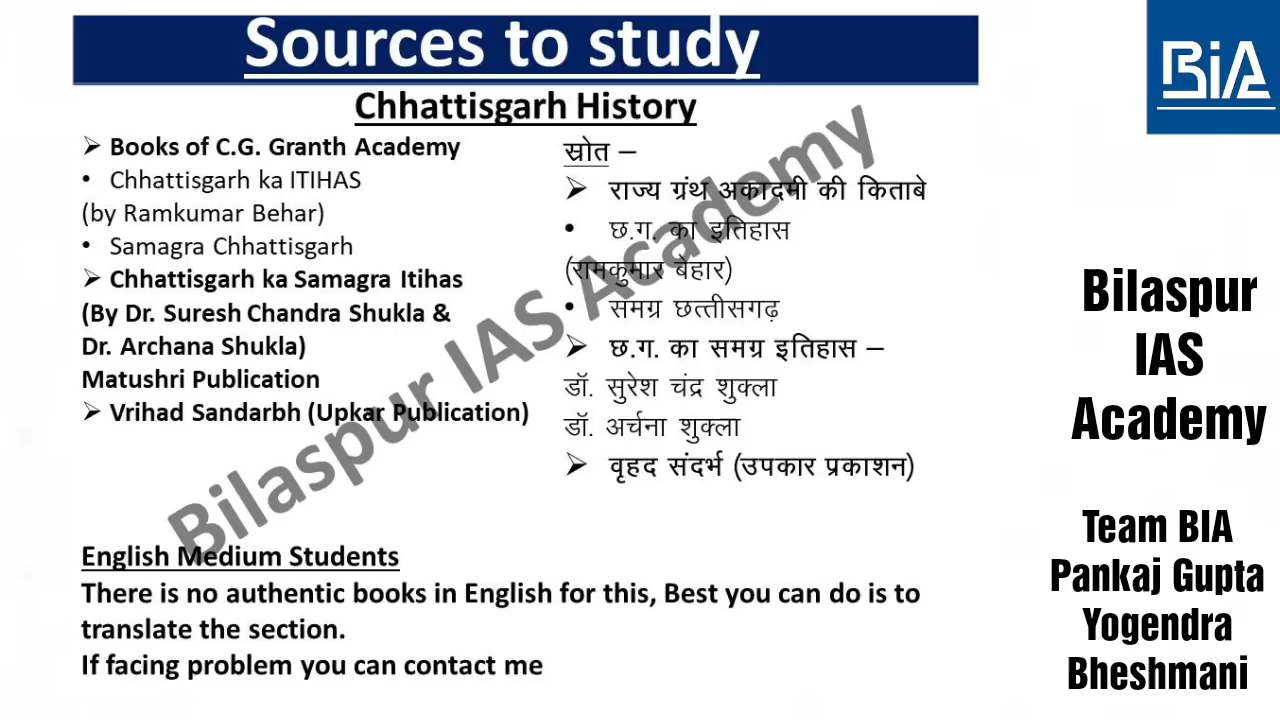 Sources to study
Chhattisgarh History
➢ Books of C.G. Granth Academy
• Chhattisgarh ka ITIHAS
(by Ramkumar Behar)
• Samagra Chhattisgarh
➢ Chhattisgarh ka Samagra Itihas
(By Dr. Suresh Chandra Shukla &
Dr. Archana Shukla)
Matushri Publication
➢ Vrihad Sandarbh (Upkar Publication)
स्रोत –
➢ राज्य ग्रंथ अकादमी की किताबे
• छ.ग. का इतिहास
(रामकुमार बेहार)
• समग्र छत्तीसगढ़
➢ छ.ग. का समग्र इतिहास –
डॉ. सुरेश चंद्र शुक्ला
डॉ. अर्चना शुक्ला
➢ वृहद संदर्भ (उपकार प्रकाशन)
English Medium Students
There is no authentic books in English for this, Best you can do is to
translate the section.
If facing problem you can contact me
Bilaspur IAS Academy
BiA
Bilaspur
IAS
Academy
Team BIA
Pankaj Gupta
Yogendra
Bheshmani